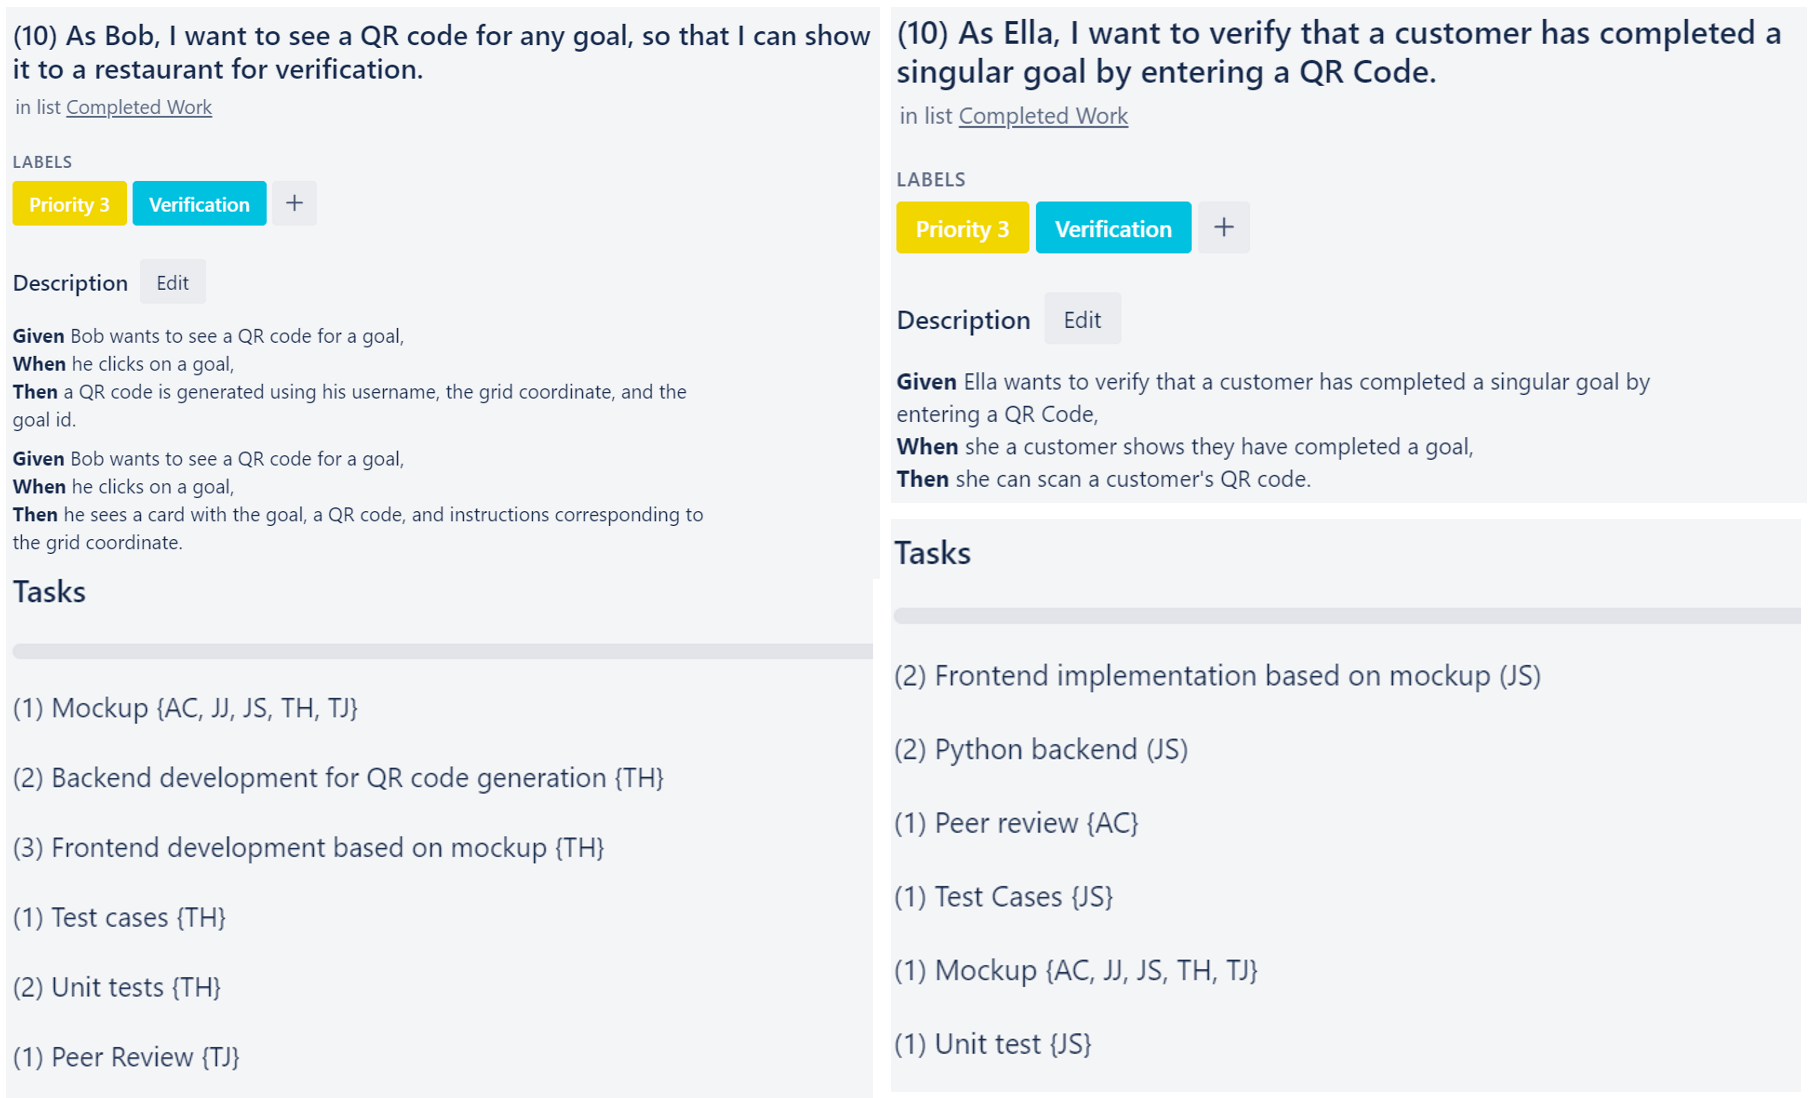 (10) As Bob, I want to see a QR code for any goal, so that I can show
it to a restaurant for verification.
in list Completed Work
LABELS
Priority 3 Verification +
Description Edit
Given Bob wants to see a QR code for a goal,
When he clicks on a goal,
Then a QR code is generated using his username, the grid coordinate, and the
goal id.
Given Bob wants to see a QR code for a goal,
When he clicks on a goal,
Then he sees a card with the goal, a QR code, and instructions corresponding to
the grid coordinate.
Tasks
(1) Mockup {AC, JJ, JS, TH, TJ}
(2) Backend development for QR code generation {TH}
(3) Frontend development based on mockup {TH}
(1) Test cases {TH}
(2) Unit tests {TH}
(1) Peer Review {TJ}
(10) As Ella, I want to verify that a customer has completed a
singular goal by entering a QR Code.
in list Completed Work
LABELS
Priority 3 Verification +
Description Edit
Given Ella wants to verify that a customer has completed a singular goal by
entering a QR Code,
When she a customer shows they have completed a goal,
Then she can scan a customer's QR code.
Tasks
(2) Frontend implementation based on mockup (JS)
(2) Python backend (JS)
(1) Peer review {AC}
(1) Test Cases {JS}
(1) Mockup {AC, JJ, JS, TH, TJ}
(1) Unit test {JS}